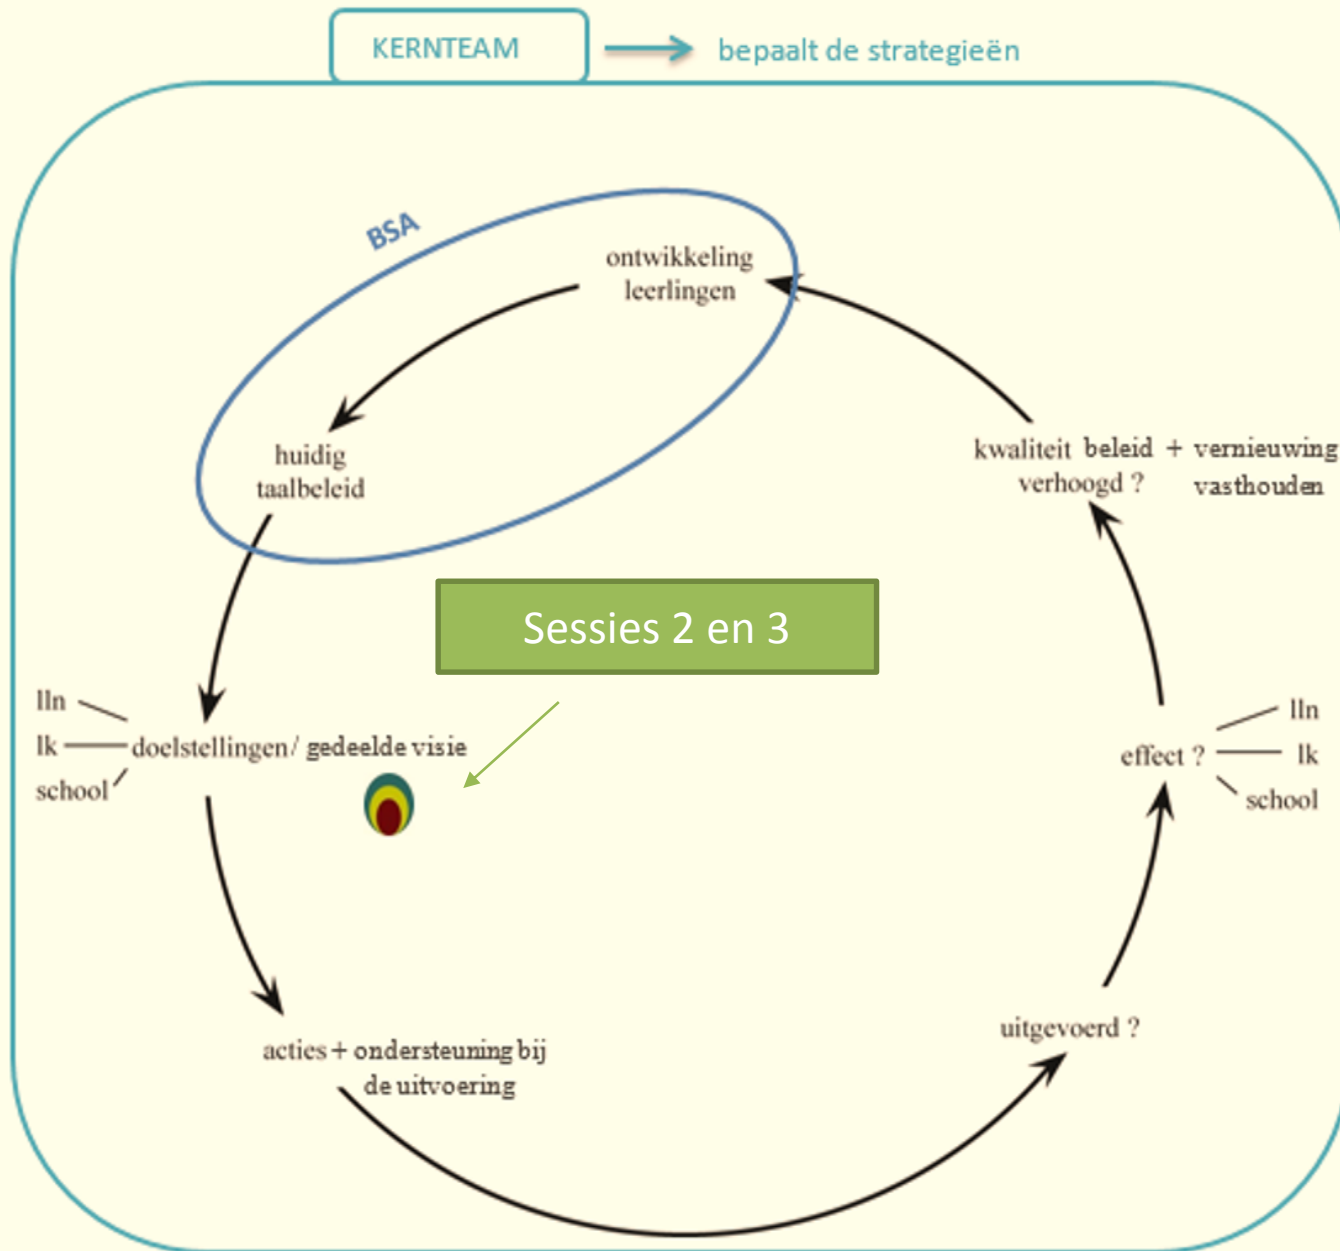 KERNTEAM
bepaalt de strategieën
BSA
ontwikkeling
leerlingen
huidig
taalbeleid
kwaliteit beleid + vernieuwing
verhoogd ? vasthouden
Sessies 2 en 3
lln
lk
school
doelstellingen/ gedeelde visie
effect ?
lln
lk
school
acties + ondersteuning bij
de uitvoering
uitgevoerd ?